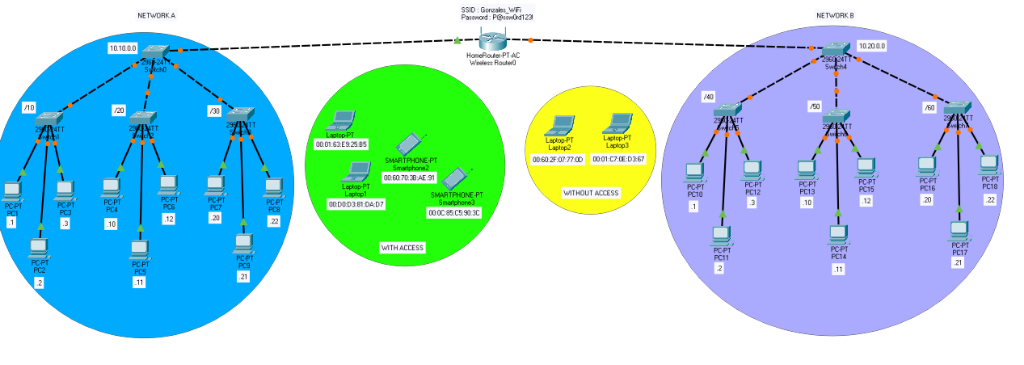 NETWORK A
SSID : Gonzales_WiFi
Password : P@ssw0rd123!
NETWORK B
10.10.0.0
2960-24TT
Switch0
HomeRouter-PT-AC
Wireless Router0
2960-24TT
Switch4
10.20.0.0
/10
/20
/30
2960-24TT
2960-24TT
2960-24TT
Laptop-PT
Laptop0
00:01:63:E9:25:B5
SMARTPHONE-PT
Smartphone2
00:60:70:3B:AE:91
Laptop-PT
Laptop1
00:D0:D3:81:DA:D7
SMARTPHONE-PT
Smartphone3
00:0C:85:C5:90:3C
WITH ACCESS
Laptop-PT
Laptop2
00:60:2F:07:77:0D
Laptop-PT
Laptop3
00:01:C7:0E:D3:67
WITHOUT ACCESS
/40
/50
/60
2960-24TT
2960-24TT
2960-24TT
PC-PT
PC1
.1
PC-PT
PC3
.3
PC-PT
PC4
.10
PC-PT
PC6
.12
PC-PT
PC7
.20
PC-PT
PC8
.22
PC-PT
PC2
.2
PC-PT
PC5
.11
PC-PT
PC9
.21
PC-PT
PC10
.1
PC-PT
PC12
.3
PC-PT
PC13
.10
PC-PT
PC15
.12
PC-PT
PC16
.20
PC-PT
PC18
.22
PC-PT
PC11
.2
PC-PT
PC14
.11
PC-PT
PC17
.21